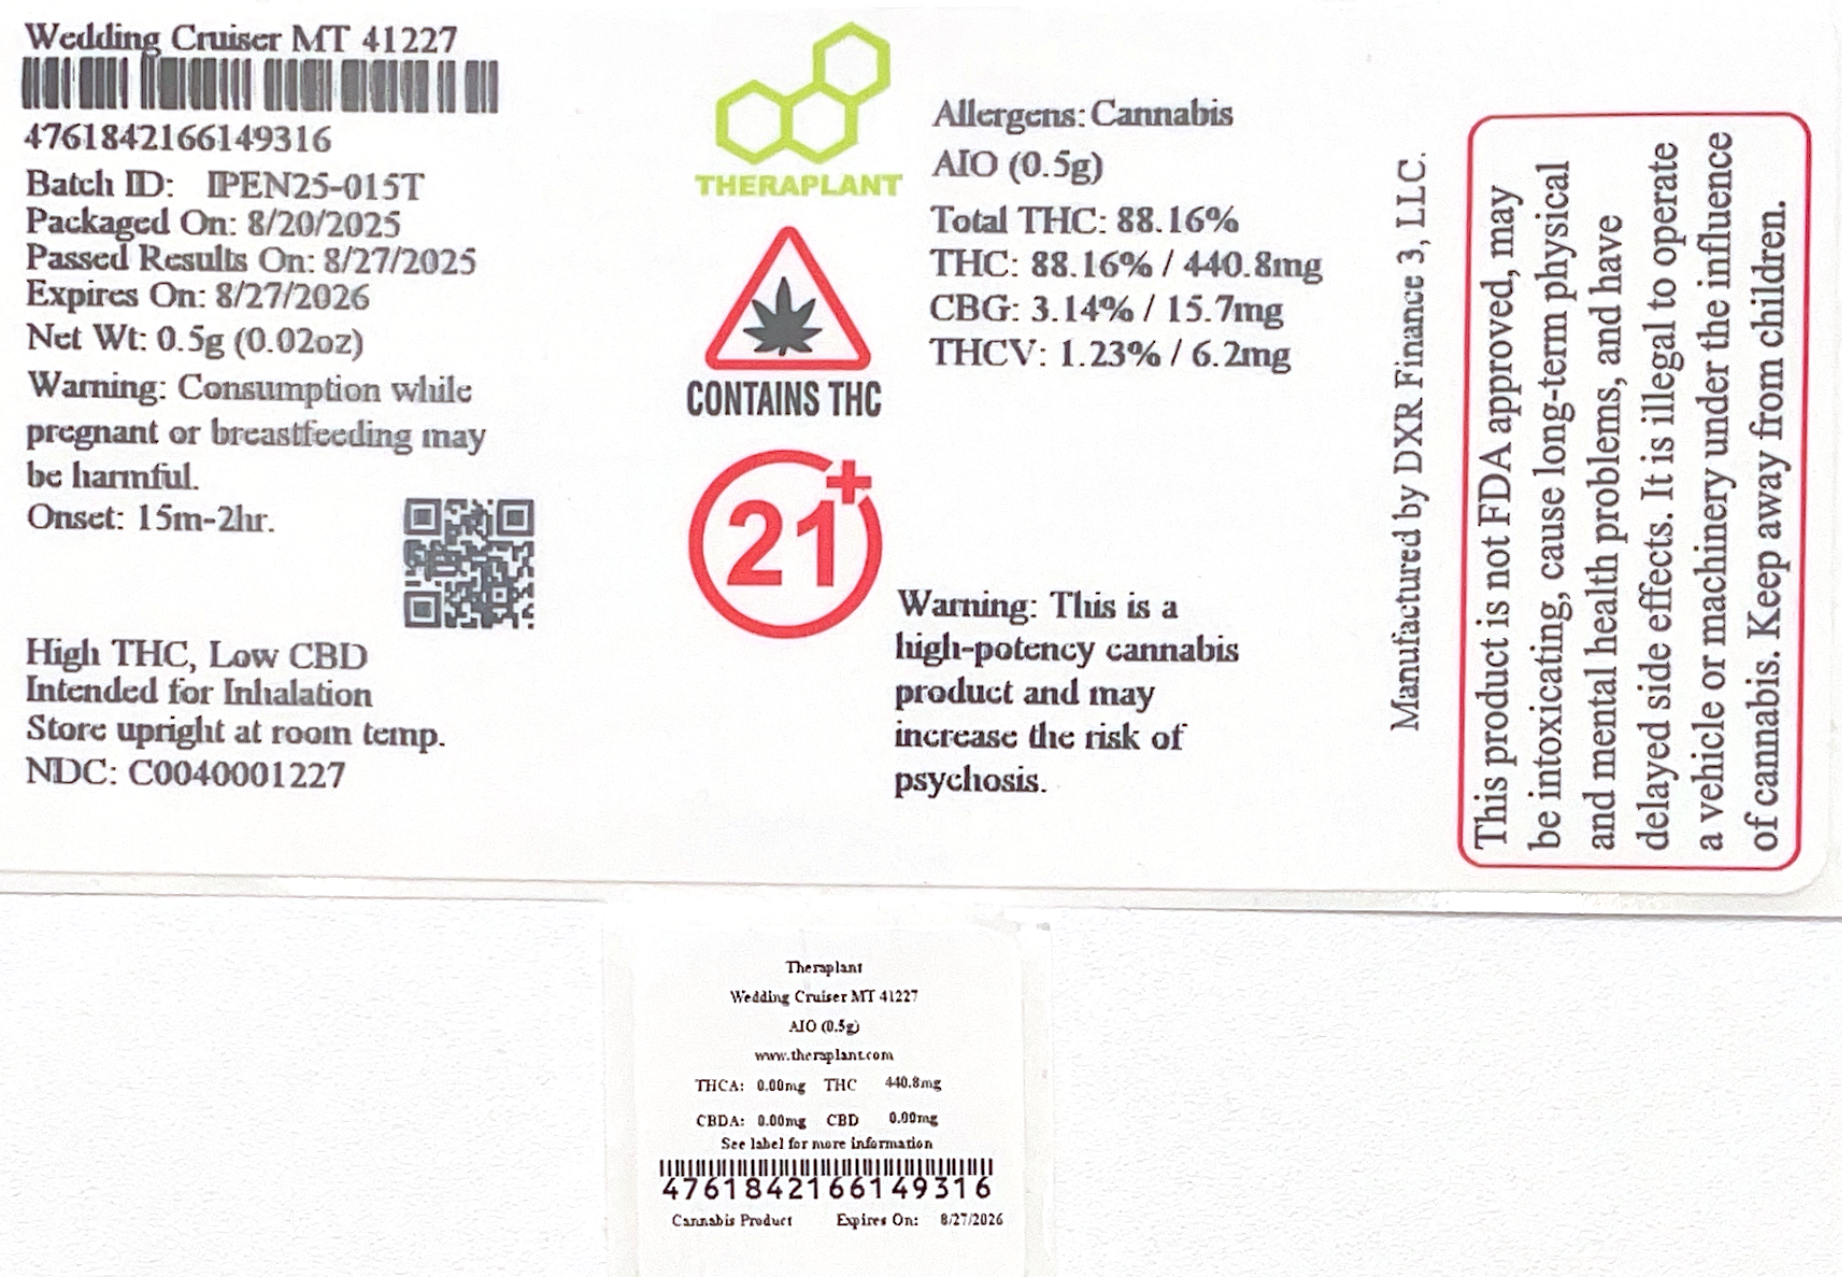 Wedding Cruiser MT 41227
4761842166149316
Batch ID: IPEN25-015T
Packaged On: 8/20/2025
Passed Results On: 8/27/2025
Expires On: 8/27/2026
Net Wt: 0.5g (0.02oz)
Warning: Consumption while
pregnant or breastfeeding may
be harmful.
Onset: 15m-2hr.
High THC, Low CBD
Intended for Inhalation
Store upright at room temp.
NDC: C0040001227
THERAPLANT
CONTAINS THC
21+
Allergens: Cannabis
AIO (0.5g)
Total THC: 88.16%
THC: 88.16% / 440.8mg
CBG: 3.14% / 15.7mg
THCV: 1.23% / 6.2mg
Warning: This is a
high-potency cannabis
product and may
increase the risk of
psychosis.
Manufactured by DXR Finance 3, LLC.
This product is not FDA approved, may
be intoxicating, cause long-term physical
and mental health problems, and have
delayed side effects. It is illegal to operate
a vehicle or machinery under the influence
of cannabis. Keep away from children.
Theraplant
Wedding Cruiser MT 41227
AIO (0.5g)
www.theraplant.com
THCA: 0.00mg THC 440.8mg
CBDA: 0.00mg CBD 0.00mg
See label for more information
4761842166149316
Cannabis Product Expires On: 8/27/2026